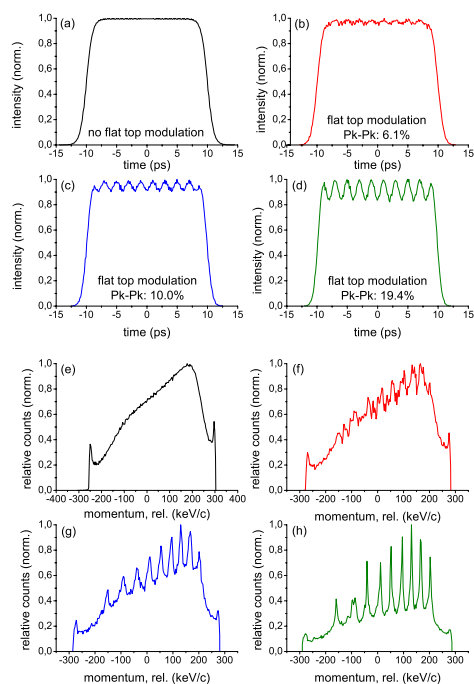 (a)
1,0
0,8
0,6
0,4
0,2
0,0
intensity (norm.)
no flat top modulation
-15 -10 -5 0 5 10 15
time (ps)
(b)
1,0
0,8
0,6
0,4
0,2
0,0
intensity (norm.)
flat top modulation
Pk-Pk: 6.1%
-15 -10 -5 0 5 10 15
time (ps)
(c)
1,0
0,8
0,6
0,4
0,2
0,0
intensity (norm.)
flat top modulation
Pk-Pk: 10.0%
-15 -10 -5 0 5 10 15
time (ps)
(d)
1,0
0,8
0,6
0,4
0,2
0,0
intensity (norm.)
flat top modulation
Pk-Pk: 19.4%
-15 -10 -5 0 5 10 15
time (ps)
(e)
1,0
0,8
0,6
0,4
0,2
0,0
relative counts (norm.)
-400 -300 -200 -100 0 100 200 300 400
momentum, rel. (keV/c)
(f)
1,0
0,8
0,6
0,4
0,2
0,0
relative counts (norm.)
-300 -200 -100 0 100 200 300
momentum, rel. (keV/c)
(g)
1,0
0,8
0,6
0,4
0,2
0,0
relative counts (norm.)
-300 -200 -100 0 100 200 300
momentum, rel. (keV/c)
(h)
1,0
0,8
0,6
0,4
0,2
0,0
relative counts (norm.)
-300 -200 -100 0 100 200 300
momentum, rel. (keV/c)